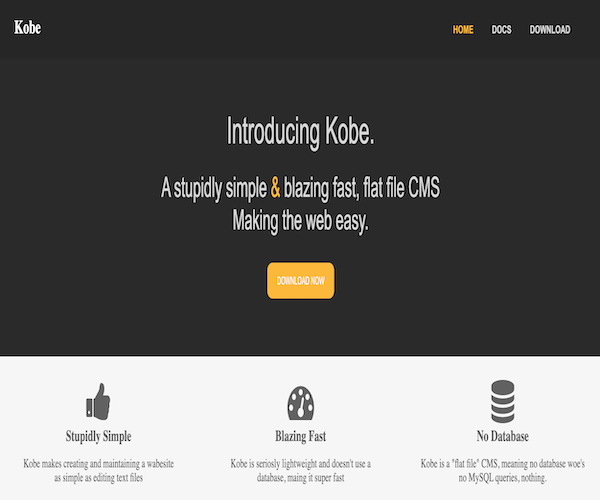 Kobe
HOME DOCS DOWNLOAD
Introducing Kobe.
A stupidly simple & blazing fast, flat file CMS
Making the web easy.
DOWNLOAD NOW
Stupidly Simple
Kobe makes creating and maintaining a wabesite
as simple as editing text files
Blazing Fast
Kobe is seriosly lightweight and doesn't use a
database, maing it super fast
No Database
Kobe is a "flat file" CMS, meaning no database woe's
no MySQL queries, nothing.